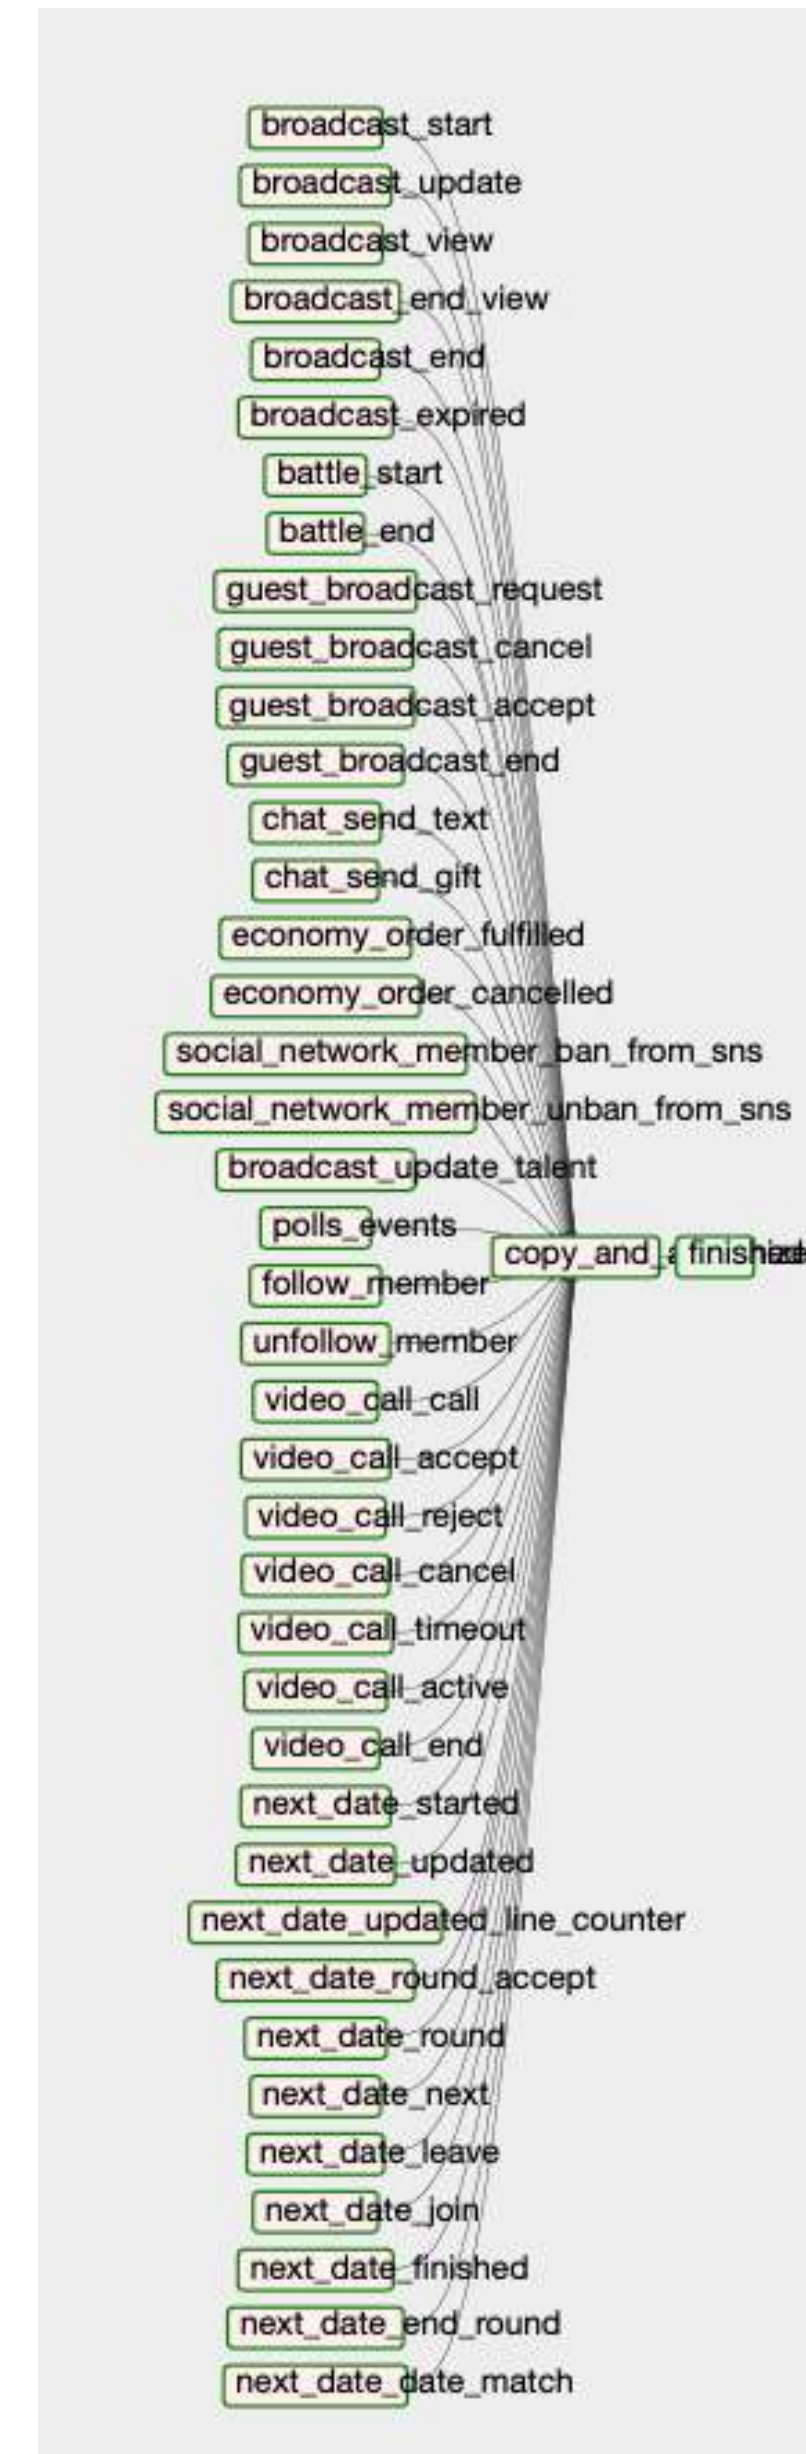 broadcast_start
broadcast_update
broadcast_view
broadcast_end_view
broadcast_end
broadcast_expired
battle_start
battle_end
guest_broadcast_request
guest_broadcast_cancel
guest_broadcast_accept
guest_broadcast_end
chat_send_text
chat_send_gift
economy_order_fulfilled
economy_order_cancelled
social_network_member_ban_from_sns
social_network_member_unban_from_sns
broadcast_update_talent
polls_events
copy_and_ finished
follow_member
unfollow_member
video_call_call
video_call_accept
video_call_reject
video_call_cancel
video_call_timeout
video_call_active
video_call_end
next_date_started
next_date_updated
next_date_updated_line_counter
next_date_round_accept
next_date_round
next_date_next
next_date_leave
next_date_join
next_date_finished
next_date_end_round
next_date_date_match